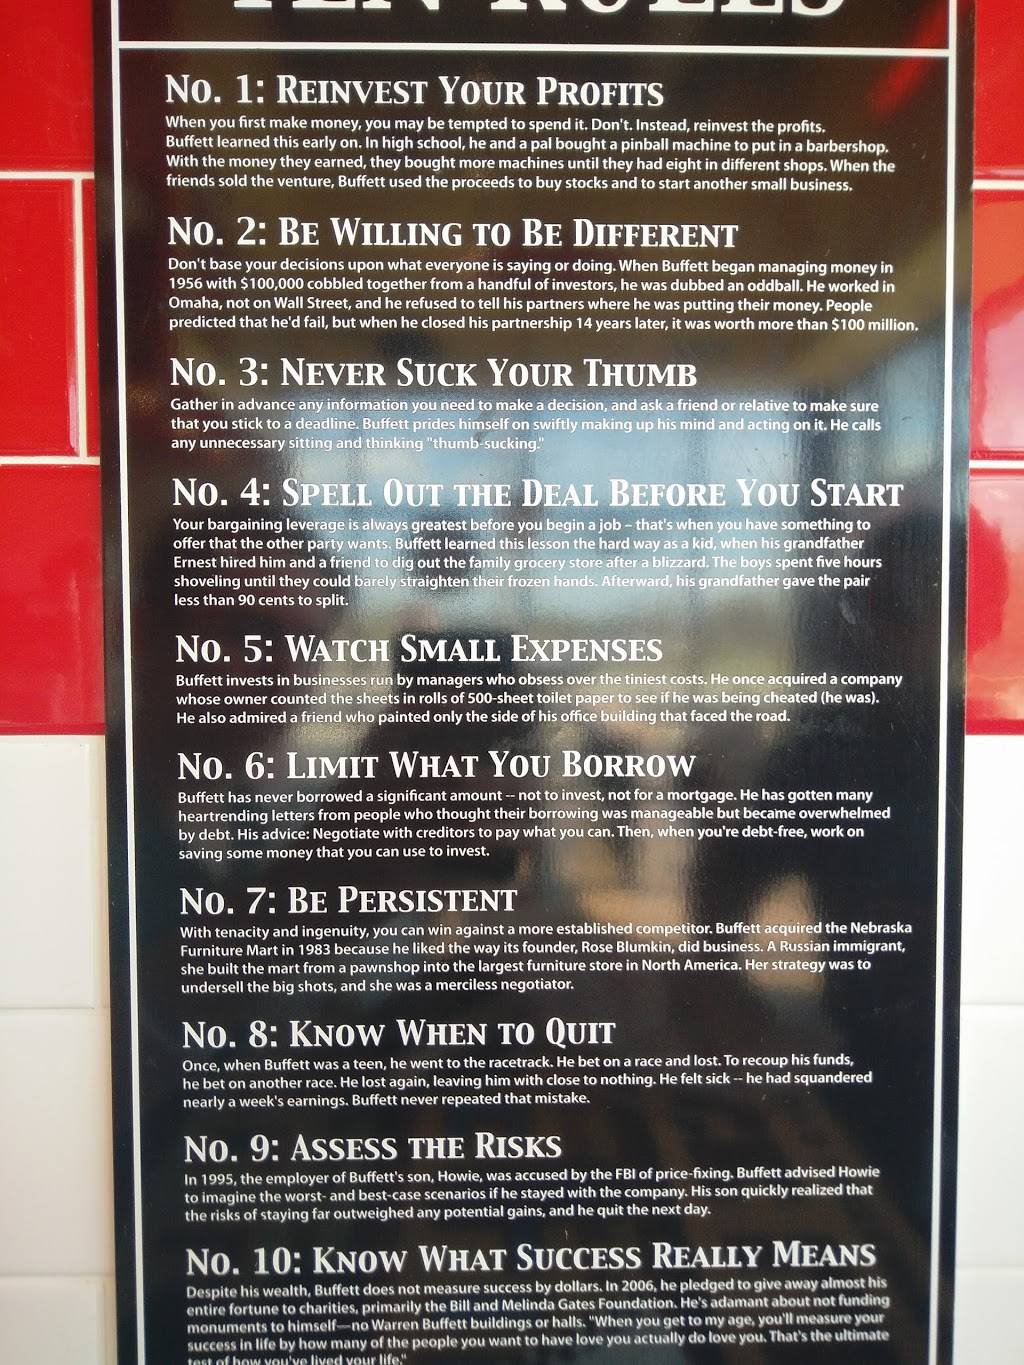 TEN RULES
No. 1: Reinvest Your Profits
When you first make money, you may be tempted to spend it. Don't. Instead, reinvest the profits.
Buffett learned this early on. In high school, he and a pal bought a pinball machine to put in a barbershop.
With the money they earned, they bought more machines until they had eight in different shops. When the
friends sold the venture, Buffett used the proceeds to buy stocks and to start another small business.
No. 2: Be Willing to Be Different
Don't base your decisions upon what everyone is saying or doing. When Buffett began managing money in
1956 with $100,000 cobbled together from a handful of investors, he was dubbed an oddball. He worked in
Omaha, not on Wall Street, and he refused to tell his partners where he was putting their money. People
predicted that he'd fail, but when he closed his partnership 14 years later, it was worth more than $100 million.
No. 3: Never Suck Your Thumb
Gather in advance any information you need to make a decision, and ask a friend or relative to make sure
that you stick to a deadline. Buffett prides himself on swiftly making up his mind and acting on it. He calls
any unnecessary sitting and thinking "thumb-sucking."
No. 4: Spell Out the Deal Before You Start
Your bargaining leverage is always greatest before you begin a job – that's when you have something to
offer that the other party wants. Buffett learned this lesson the hard way as a kid, when his grandfather
Ernest hired him and a friend to dig out the family grocery store after a blizzard. The boys spent five hours
shoveling until they could barely straighten their frozen hands. Afterward, his grandfather gave the pair
less than 90 cents to split.
No. 5: Watch Small Expenses
Buffett invests in businesses run by managers who obsess over the tiniest costs. He once acquired a company
whose owner counted the sheets in rolls of 500-sheet toilet paper to see if he was being cheated (he was).
He also admired a friend who painted only the side of his office building that faced the road.
No. 6: Limit What You Borrow
Buffett has never borrowed a significant amount -- not to invest, not for a mortgage. He has gotten many
heartrending letters from people who thought their borrowing was manageable but became overwhelmed
by debt. His advice: Negotiate with creditors to pay what you can. Then, when you're debt-free, work on
saving some money that you can use to invest.
No. 7: Be Persistent
With tenacity and ingenuity, you can win against a more established competitor. Buffett acquired the Nebraska
Furniture Mart in 1983 because he liked the way its founder, Rose Blumkin, did business. A Russian immigrant,
she built the mart from a pawnshop into the largest furniture store in North America. Her strategy was to
undersell the big shots, and she was a merciless negotiator.
No. 8: Know When to Quit
Once, when Buffett was a teen, he went to the racetrack. He bet on a race and lost. To recoup his funds,
he bet on another race. He lost again, leaving him with close to nothing. He felt sick -- he had squandered
nearly a week's earnings. Buffett never repeated that mistake.
No. 9: Assess the Risks
In 1995, the employer of Buffett's son, Howie, was accused by the FBI of price-fixing. Buffett advised Howie
to imagine the worst- and best-case scenarios if he stayed with the company. His son quickly realized that
the risks of staying far outweighed any potential gains, and he quit the next day.
No. 10: Know What Success Really Means
Despite his wealth, Buffett does not measure success by dollars. In 2006, he pledged to give away almost his
entire fortune to charities, primarily the Bill and Melinda Gates Foundation. He's adamant about not funding
monuments to himself—no Warren Buffett buildings or halls. "When you get to my age, you'll measure your
success in life by how many of the people you want to have love you actually do love you. That's the ultimate
test of how you've lived your life."